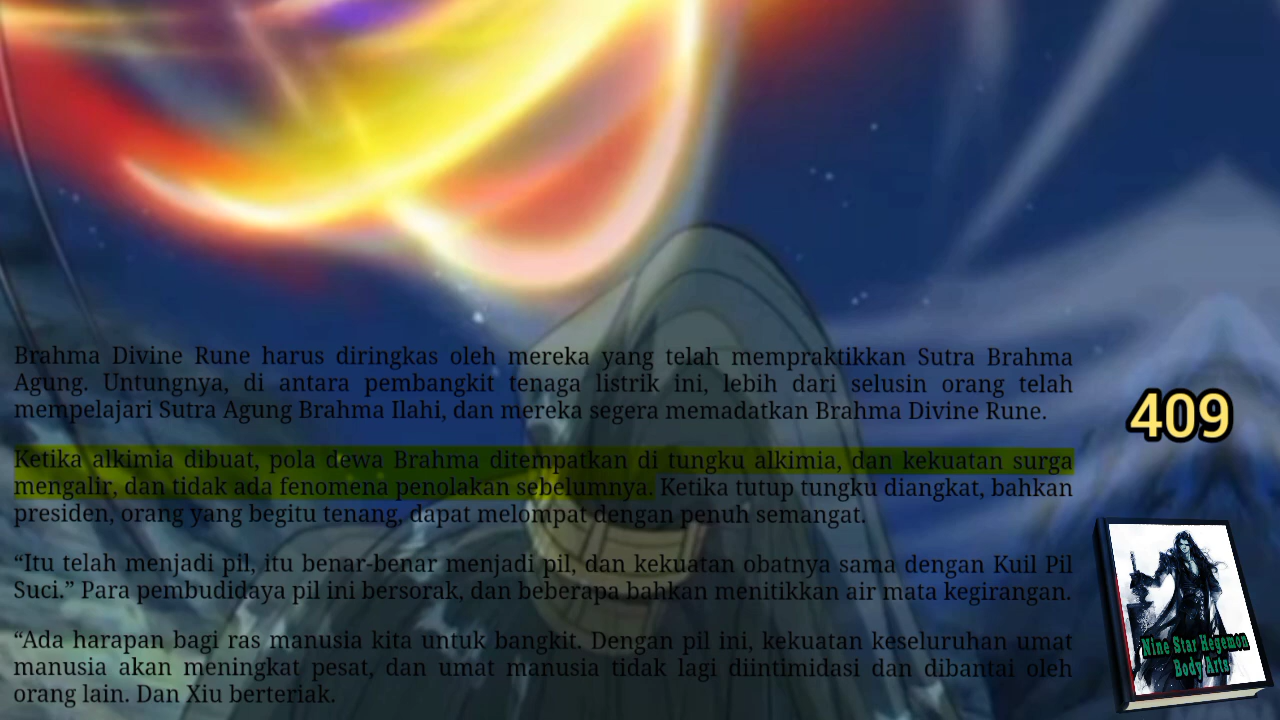 Brahma Divine Rune harus diringkas oleh mereka yang telah mempraktikkan Sutra Brahma
Agung. Untungnya, di antara pembangkit tenaga listrik ini, lebih dari selusin orang telah
mempelajari Sutra Agung Brahma Ilahi, dan mereka segera memadatkan Brahma Divine Rune.
Ketika alkimia dibuat, pola dewa Brahma ditempatkan di tungku alkimia, dan kekuatan surga
mengalir, dan tidak ada fenomena penolakan sebelumnya. Ketika tutup tungku diangkat, bahkan
presiden, orang yang begitu tenang, dapat melompat dengan penuh semangat.
“Itu telah menjadi pil, itu benar-benar menjadi pil, dan kekuatan obatnya sama dengan Kuil Pil
Suci.” Para pembudidaya pil ini bersorak, dan beberapa bahkan menitikkan air mata kegirangan.
“Ada harapan bagi ras manusia kita untuk bangkit. Dengan pil ini, kekuatan keseluruhan umat
manusia akan meningkat pesat, dan umat manusia tidak lagi diintimidasi dan dibantai oleh
orang lain. Dan Xiu berteriak.
409
Nine Star Hegemon
Body Arts